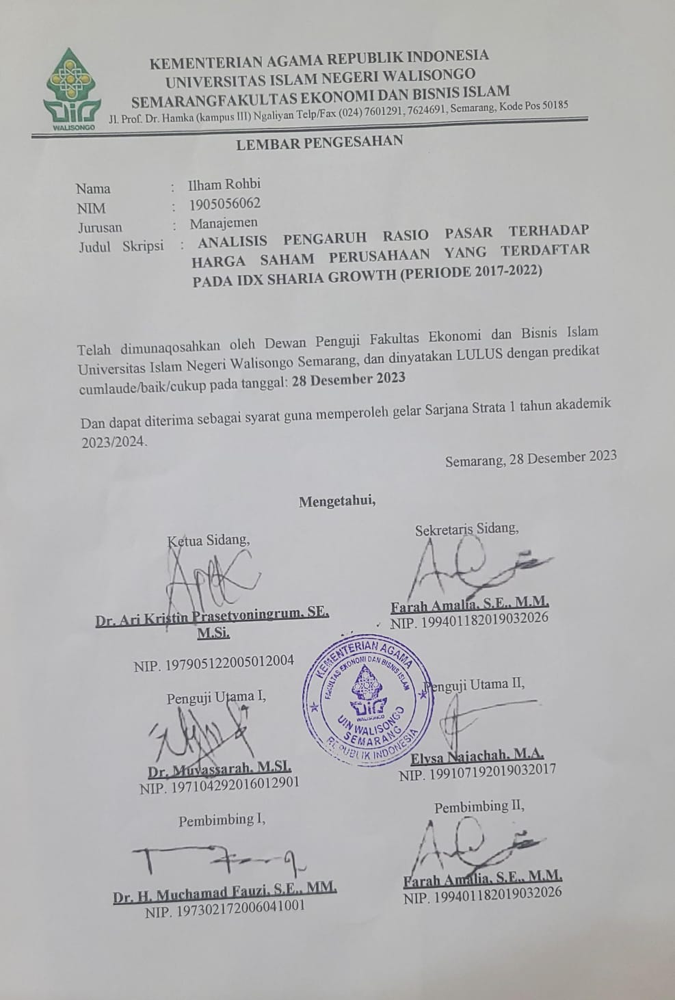 KEMENTERIAN AGAMA REPUBLIK INDONESIA
UNIVERSITAS ISLAM NEGERI WALISONGO
SEMARANGFAKULTAS EKONOMI DAN BISNIS ISLAM
Jl. Prof. Dr. Hamka (kampus III) Ngaliyan Telp/Fax (024) 7601291, 7624691, Semarang, Kode Pos 50185
WALISONGO
LEMBAR PENGESAHAN
Nama : Ilham Rohbi
NIM : 1905056062
Jurusan : Manajemen
Judul Skripsi : ANALISIS PENGARUH RASIO PASAR TERHADAP
HARGA SAHAM PERUSAHAAN YANG TERDAFTAR
PADA IDX SHARIA GROWTH (PERIODE 2017-2022)
Telah dimunaqosahkan oleh Dewan Penguji Fakultas Ekonomi dan Bisnis Islam
Universitas Islam Negeri Walisongo Semarang, dan dinyatakan LULUS dengan predikat
cumlaude/baik/cukup pada tanggal: 28 Desember 2023
Dan dapat diterima sebagai syarat guna memperoleh gelar Sarjana Strata 1 tahun akademik
2023/2024.
Semarang, 28 Desember 2023
Mengetahui,
Ketua Sidang,
Dr. Ari Kristin Prasetyoningrum, SE,
M.Si.
NIP. 197905122005012004
Sekretaris Sidang,
Farah Amalia, S.E., M.M.
NIP. 199401182019032026
KEMENTERIAN AGAMA
FAKULTAS EKONOMI DAN BISNIS ISLAM
WALISONGO
UIN WALISONGO
SEMARANG
REPUBLIK INDONESIA
Penguji Utama I,
Dr. Muyassarah, M.SI.
NIP. 197104292016012901
Penguji Utama II,
Elysa Najachah, M.A.
NIP. 199107192019032017
Pembimbing I,
Dr. H. Muchamad Fauzi, S.E., MM.
NIP. 197302172006041001
Pembimbing II,
Farah Amalia, S.E., M.M.
NIP. 199401182019032026